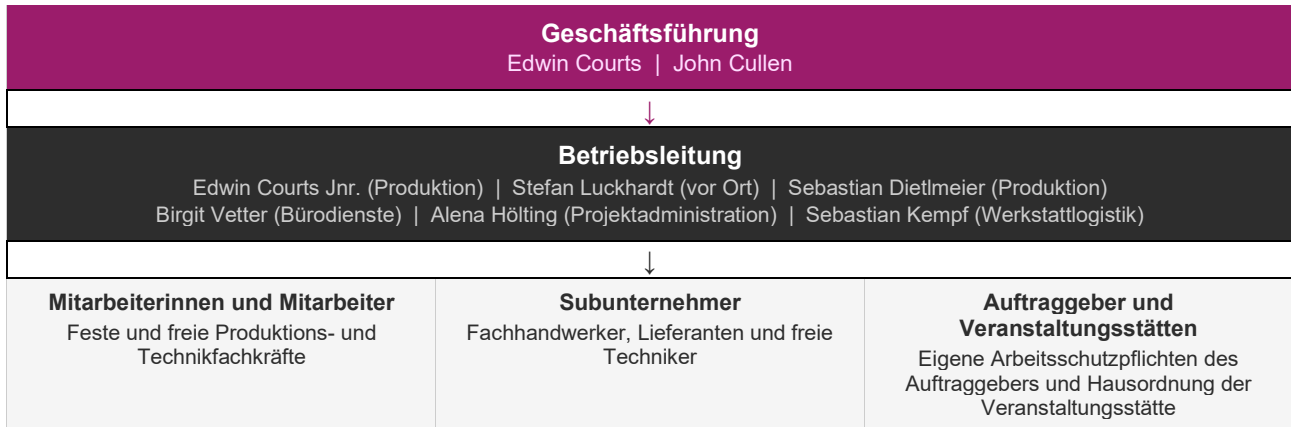 Geschäftsführung
Edwin Courts | John Cullen
↓
Betriebsleitung
Edwin Courts Jnr. (Produktion) | Stefan Luckhardt (vor Ort) | Sebastian Dietlmeier (Produktion)
Birgit Vetter (Bürodienste) | Alena Hölting (Projektadministration) | Sebastian Kempf (Werkstattlogistik)
↓
Mitarbeiterinnen und Mitarbeiter
Feste und freie Produktions- und
Technikfachkräfte
Subunternehmer
Fachhandwerker, Lieferanten und freie
Techniker
Auftraggeber und
Veranstaltungsstätten
Eigene Arbeitsschutzpflichten des
Auftraggebers und Hausordnung der
Veranstaltungsstätte